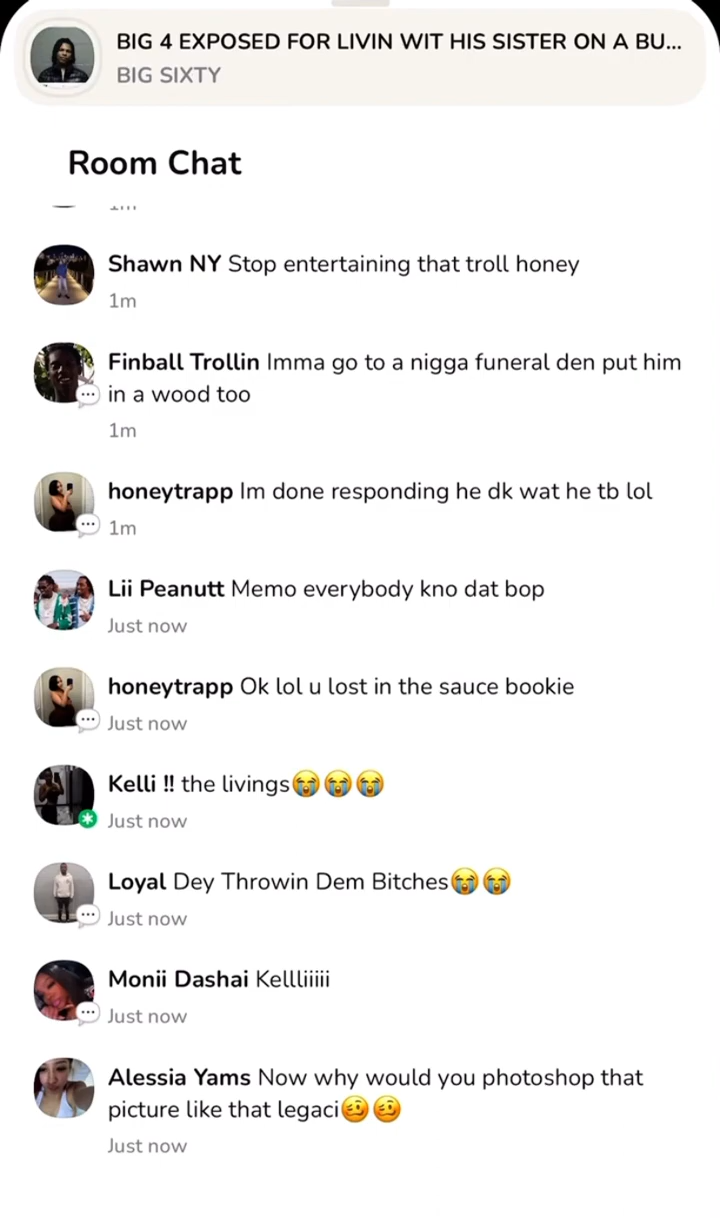 BIG 4 EXPOSED FOR LIVIN WIT HIS SISTER ON A BU...
BIG SIXTY
Room Chat
Shawn NY Stop entertaining that troll honey
1m
Finball Trollin Imma go to a nigga funeral den put him
in a wood too
1m
honeytrapp Im done responding he dk wat he tb lol
1m
Lii Peanutt Memo everybody kno dat bop
Just now
honeytrapp Ok lol u lost in the sauce bookie
Just now
Kelli !! the livings😭😭😭
Just now
Loyal Dey Throwin Dem Bitches😭😭
Just now
Monii Dashai Kellliiiii
Just now
Alessia Yams Now why would you photoshop that
picture like that legaci🥴🥴
Just now